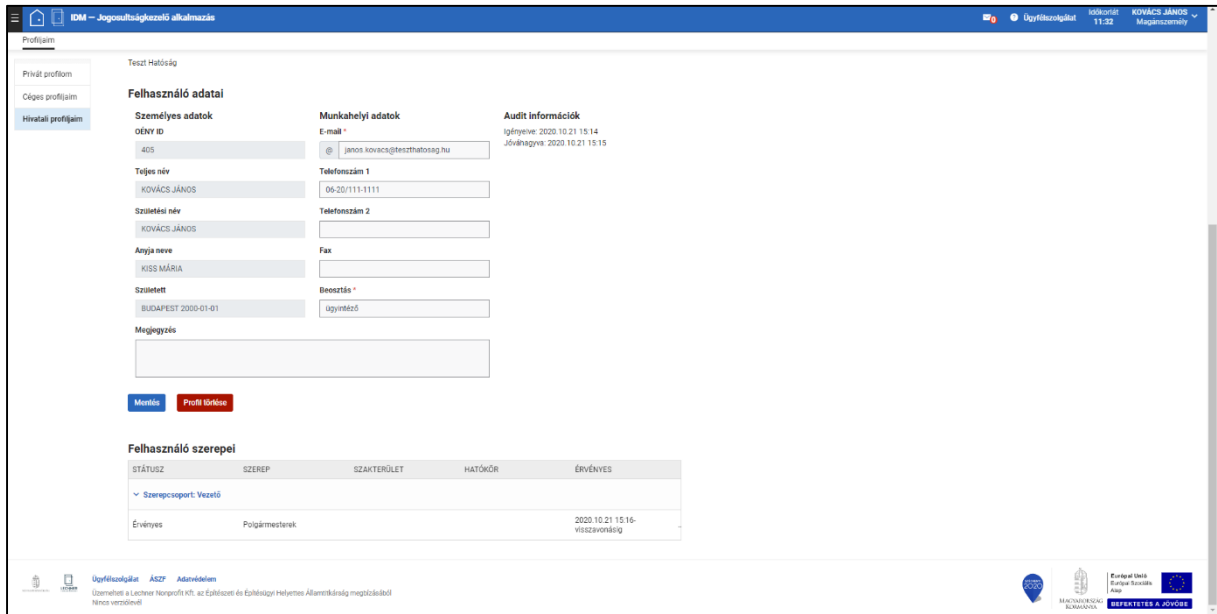 IDM — Jogosultságkezelő alkalmazás
0
Ügyfélszolgálat
Időkorlát
11:32
KOVÁCS JÁNOS
Magánszemély
Profiljaim
Privát profilom
Céges profiljaim
Hivatali profiljaim
Teszt Hatóság
Felhasználó adatai
Személyes adatok
OÉNY ID
405
Teljes név
KOVÁCS JÁNOS
Születési név
KOVÁCS JÁNOS
Anyja neve
KISS MÁRIA
Született
BUDAPEST 2000-01-01
Megjegyzés
Munkahelyi adatok
E-mail *
@ janos.kovacs@teszthatosag.hu
Telefonszám 1
06-20/111-1111
Telefonszám 2
Fax
Beosztás *
ügyintéző
Audit információk
Igényelve: 2020.10.21 15:14
Jóváhagyva: 2020.10.21 15:15
Mentés Profil törlése
Felhasználó szerepei
STÁTUSZ SZEREP SZAKTERÜLET HATÓKÖR ÉRVÉNYES
Szerepcsoport: Vezető
Érvényes Polgármesterek 2020.10.21 15:16-
visszavonásig
LECHNER
Ügyfélszolgálat ÁSZF Adatvédelem
Üzemelteti a Lechner Nonprofit Kft. az Építészeti és Építésügyi Helyettes Államtitkárság megbízásából
Nincs verziólevél
2020
MAGYARORSZÁG
KORMÁNYA
Európai Unió
Európai Szociális
Alap
BEFEKTETÉS A JÖVŐBE